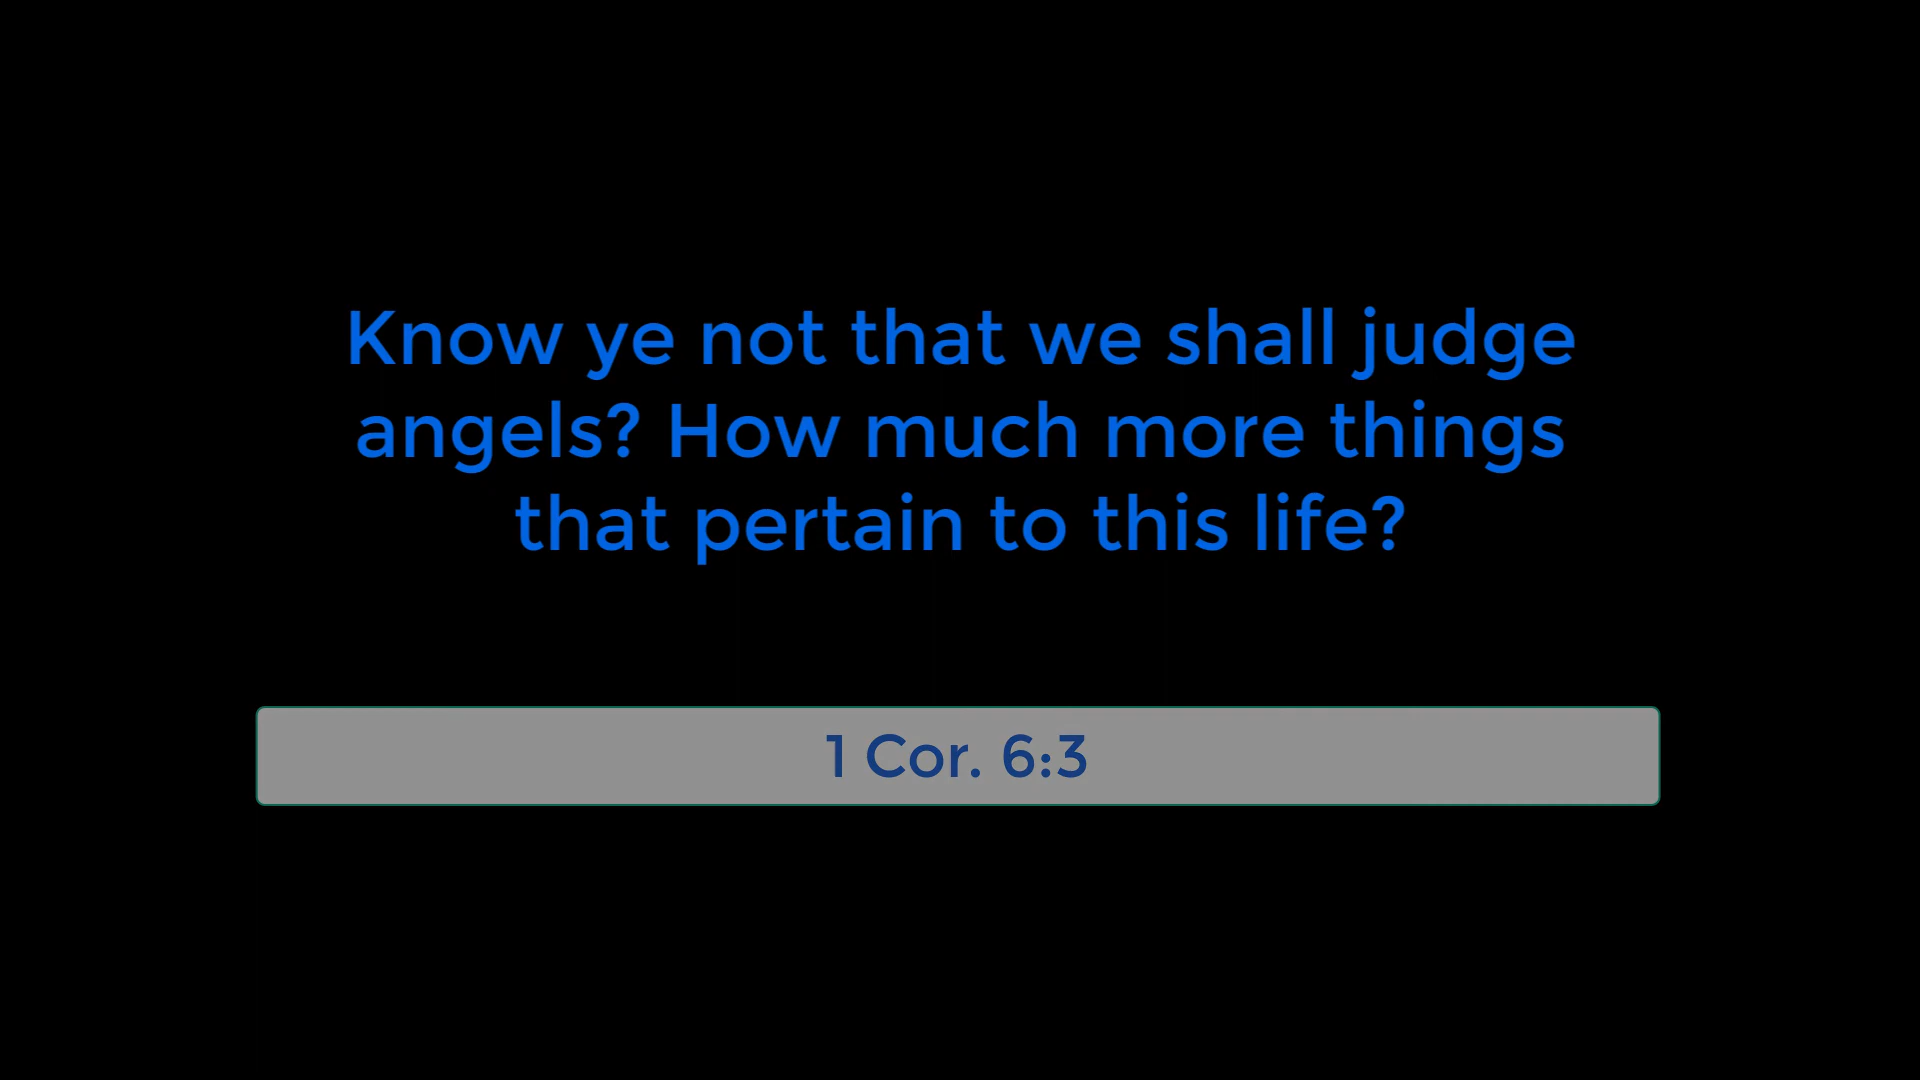 Know ye not that we shall judge
angels? How much more things
that pertain to this life?
1 Cor. 6:3